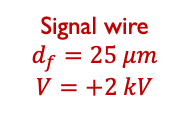 Signal wire
d_f = 25 μm
V = +2 kV